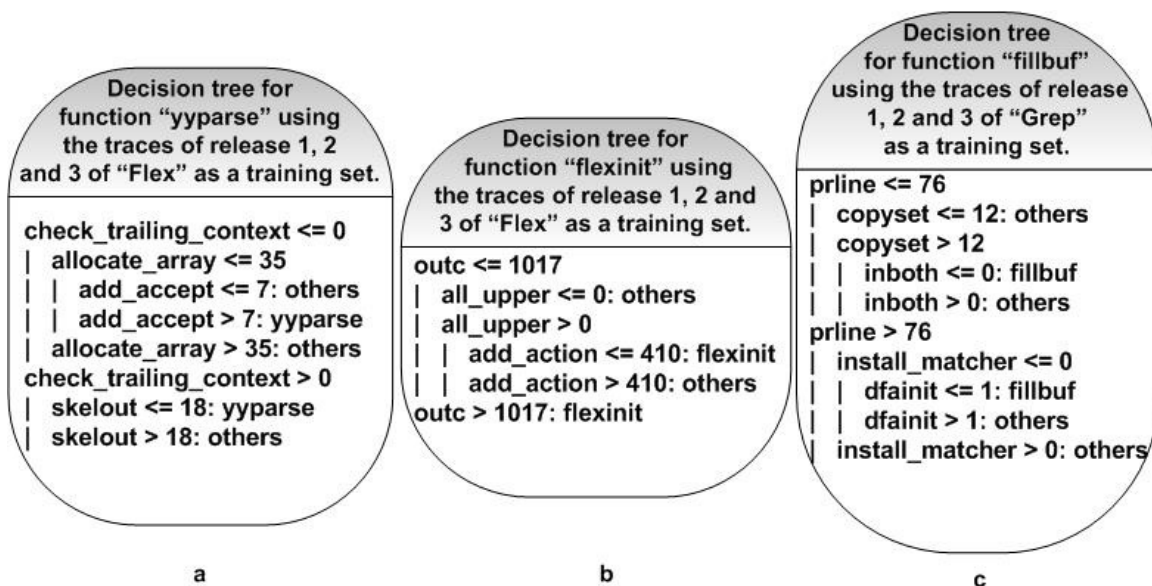 Decision tree for
function “yyparse” using
the traces of release 1, 2
and 3 of “Flex” as a training set.
check_trailing_context <= 0
| allocate_array <= 35
| | add_accept <= 7: others
| | add_accept > 7: yyparse
| allocate_array > 35: others
check_trailing_context > 0
| skelout <= 18: yyparse
| skelout > 18: others
a
Decision tree for
function “flexinit” using
the traces of release 1, 2 and
3 of “Flex” as a training set.
outc <= 1017
| all_upper <= 0: others
| all_upper > 0
| | add_action <= 410: flexinit
| | add_action > 410: others
outc > 1017: flexinit
b
Decision tree
for function “fillbuf”
using the traces of release
1, 2 and 3 of “Grep”
as a training set.
prline <= 76
| copyset <= 12: others
| copyset > 12
| | inboth <= 0: fillbuf
| | inboth > 0: others
prline > 76
| install_matcher <= 0
| | dfainit <= 1: fillbuf
| | dfainit > 1: others
| install_matcher > 0: others
c